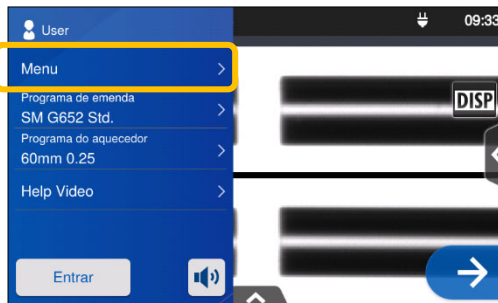 User
09:33
Menu
Programa de emenda
SM G652 Std.
DISP
Programa do aquecedor
60mm 0.25
Help Video
Entrar